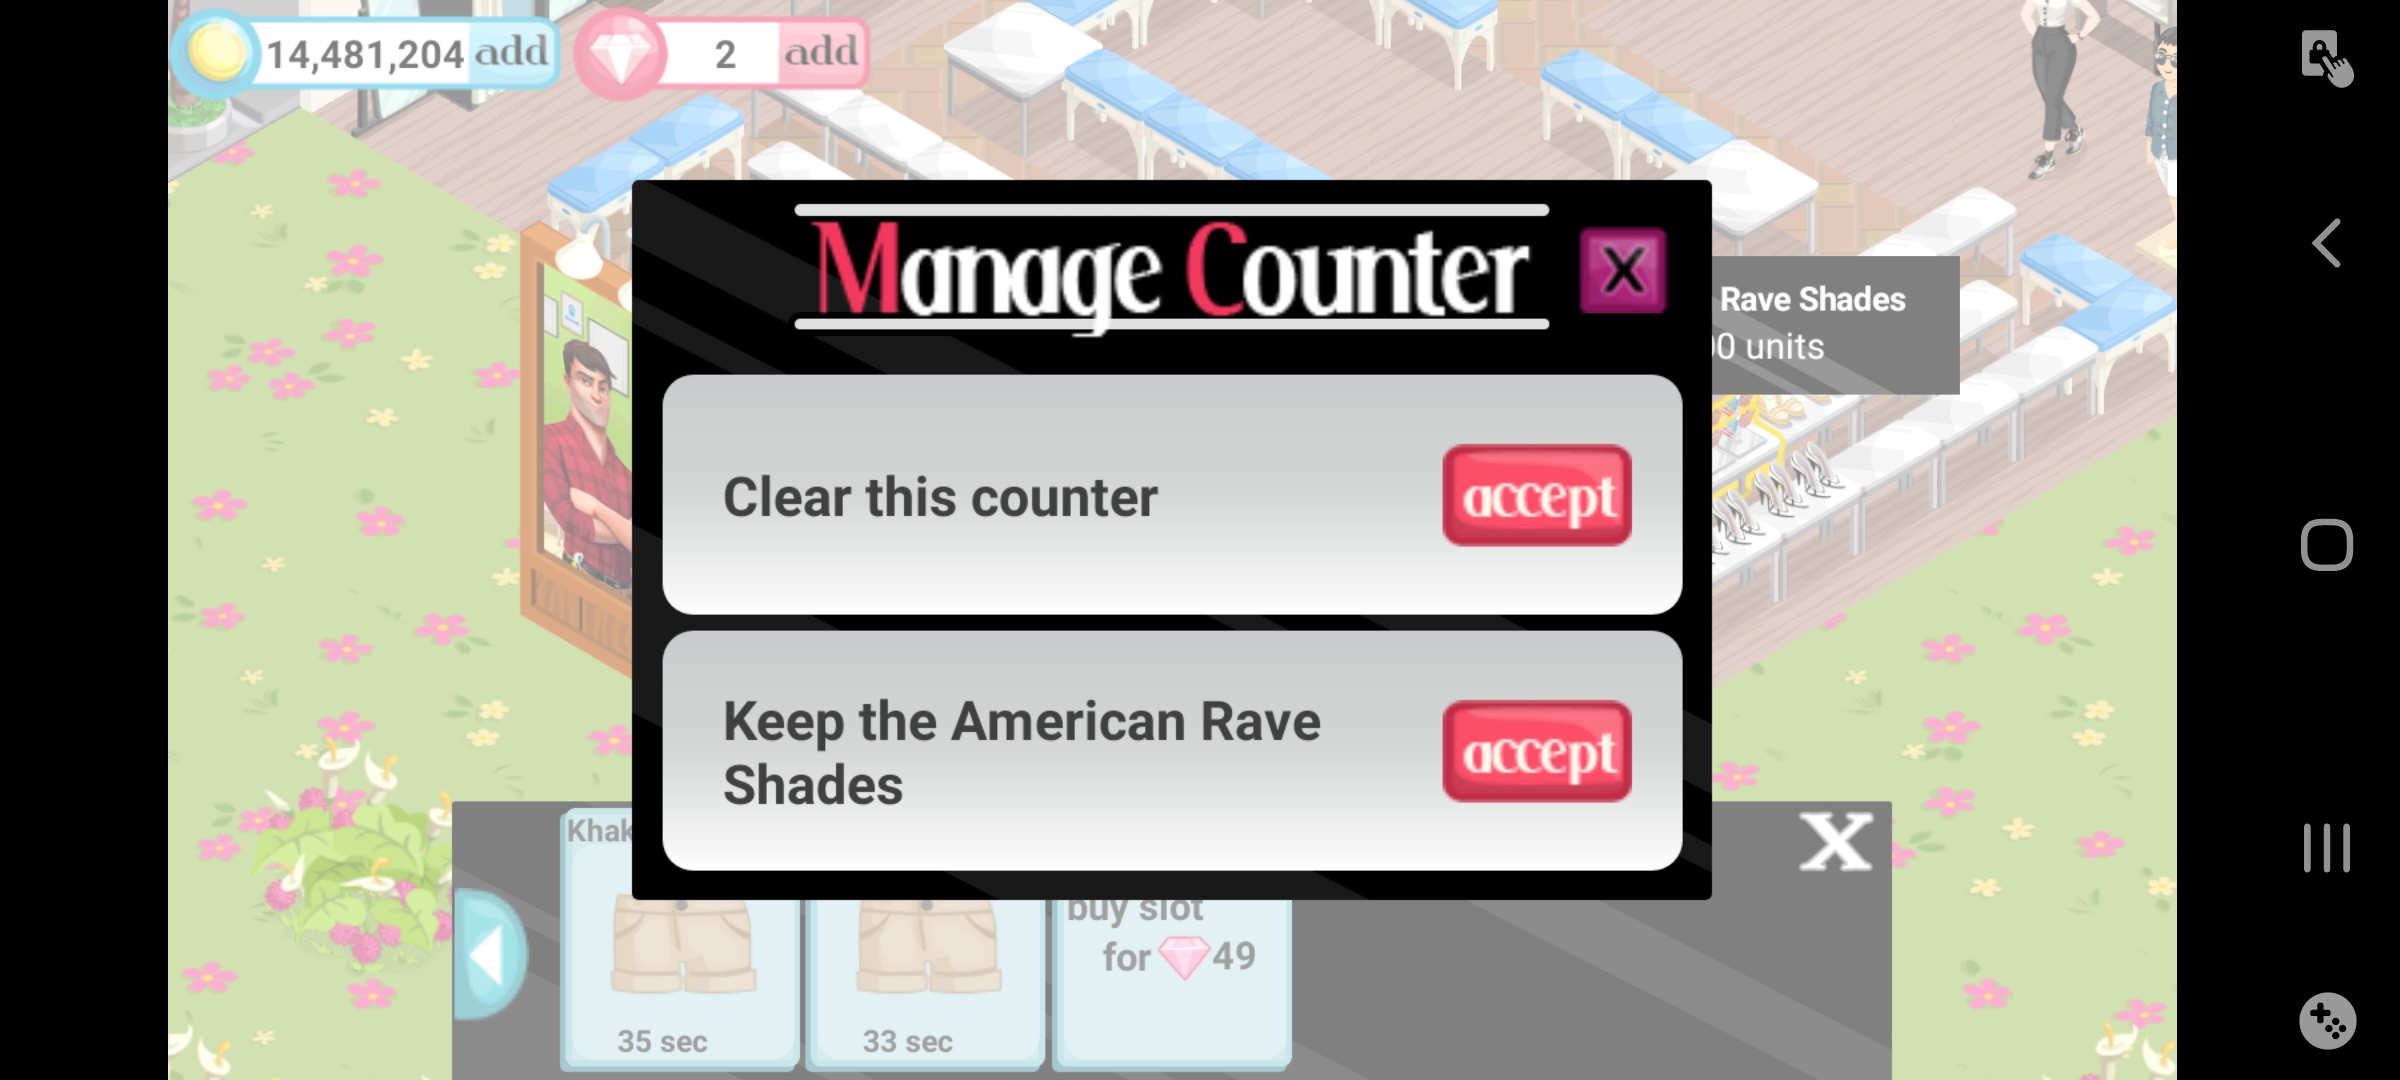 14,481,204 add
2 add
Manage Counter
X
Rave Shades
0 units
Clear this counter
accept
Keep the American Rave
Shades
accept
X
buy slot
for 49
35 sec
33 sec